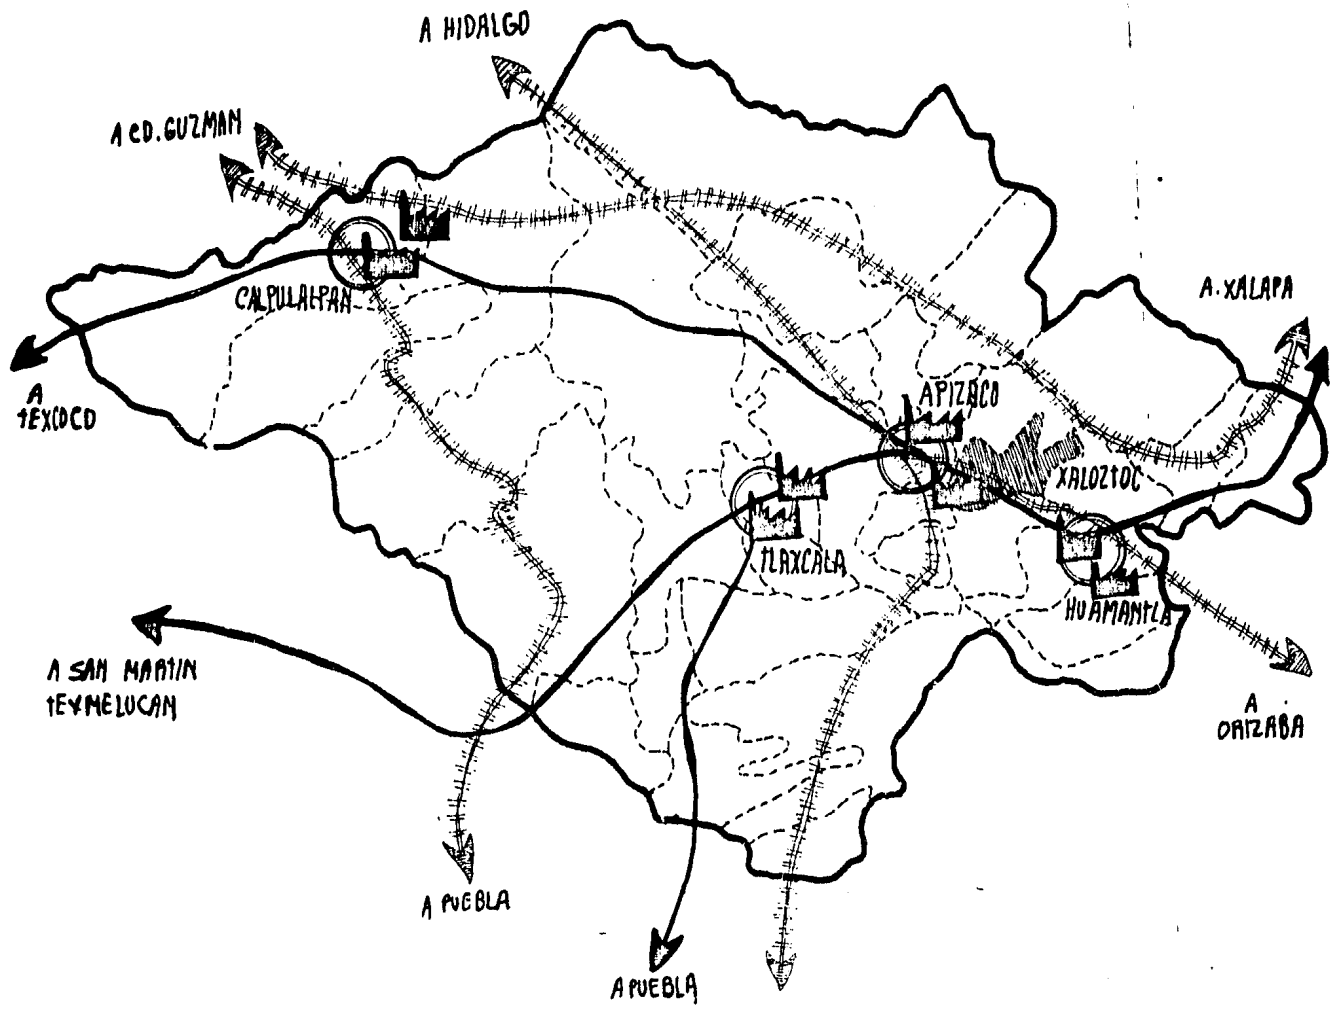 A HIDALGO
A CD. GUZMAN
A. XALAPA
CALPULALPAN
A
TEXCOCO
APIZACO
XALOZTOC
TLAXCALA
HUAMANTLA
A SAN MARTIN
TEXMELUCAN
A
ORIZABA
A PUEBLA
A PUEBLA